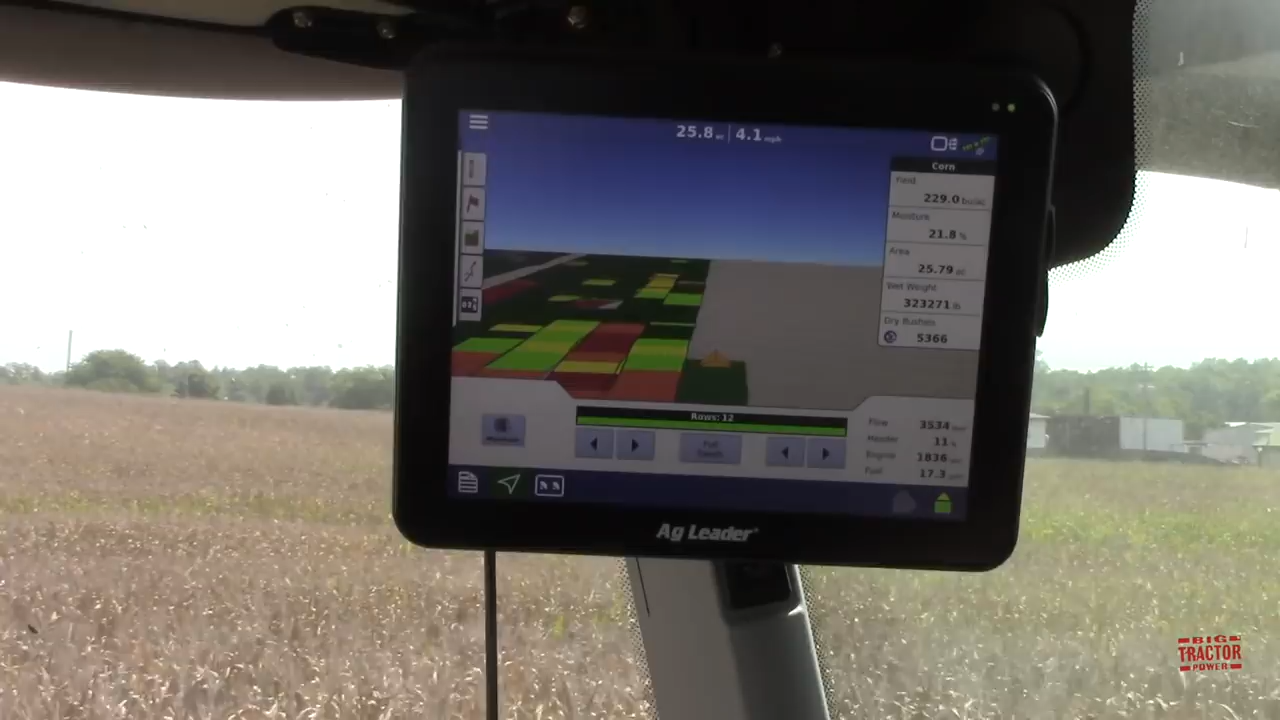 25.8 ac 4.1 mph
Corn
Yield
229.0 bu/ac
Moisture
21.8 %
Area
25.79 ac
Wet Weight
323271 lb
Dry Bushels
5366
Rows: 12
Full Swath
Flow 3534
Header 11 %
Engine 1836
Fuel 17.3
Ag Leader
BIG
TRACTOR
POWER